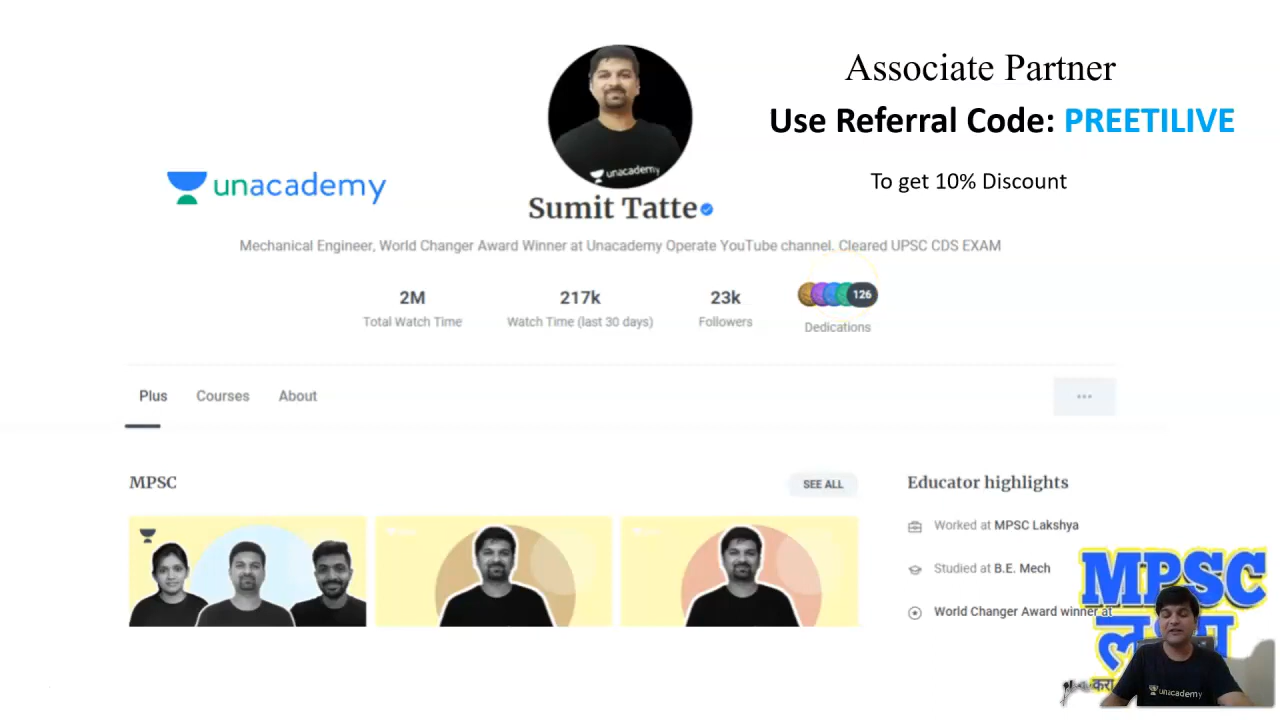 Associate Partner
Use Referral Code: PREETILIVE
To get 10% Discount
unacademy
unacademy
Sumit Tatte
Mechanical Engineer, World Changer Award Winner at Unacademy Operate YouTube channel. Cleared UPSC CDS EXAM
2M
217k
23k
126
Total Watch Time
Watch Time (last 30 days)
Followers
Dedications
Plus
Courses
About
MPSC
SEE ALL
Educator highlights
Worked at MPSC Lakshya
Studied at B.E. Mech
World Changer Award winner at
MPSC
करा
unacademy